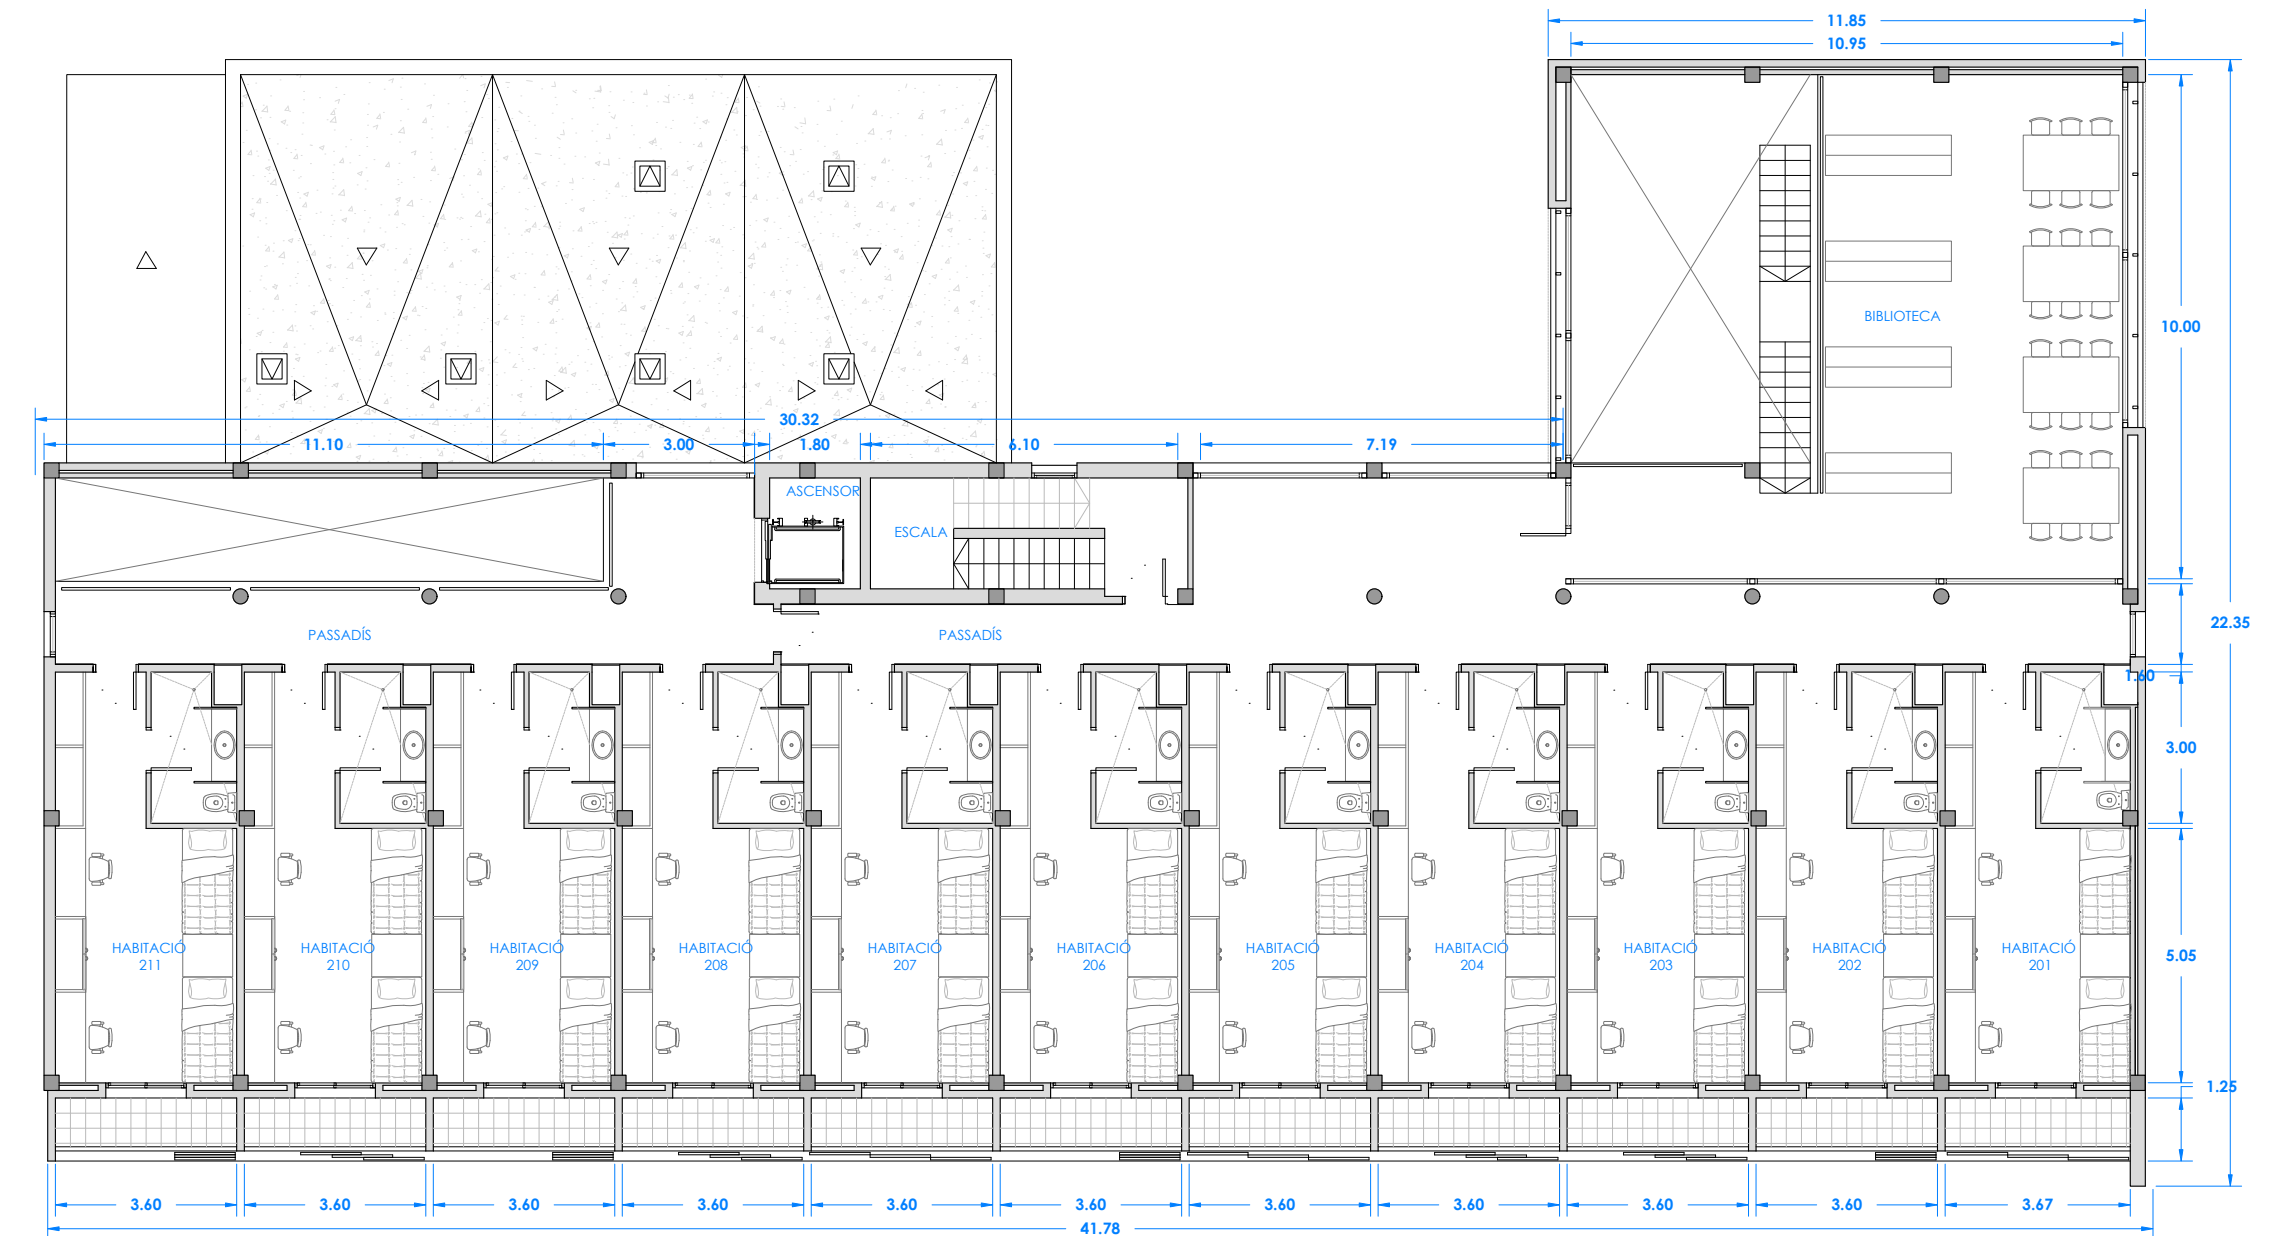 11.85
10.95
BIBLIOTECA
10.00
30.32
11.10
3.00
1.80
6.10
7.19
ASCENSOR
ESCALA
22.35
PASSADÍS
PASSADÍS
1.60
3.00
HABITACIÓ
211
HABITACIÓ
210
HABITACIÓ
209
HABITACIÓ
208
HABITACIÓ
207
HABITACIÓ
206
HABITACIÓ
205
HABITACIÓ
204
HABITACIÓ
203
HABITACIÓ
202
HABITACIÓ
201
5.05
1.25
3.60
3.60
3.60
3.60
3.60
3.60
3.60
3.60
3.60
3.60
3.67
41.78